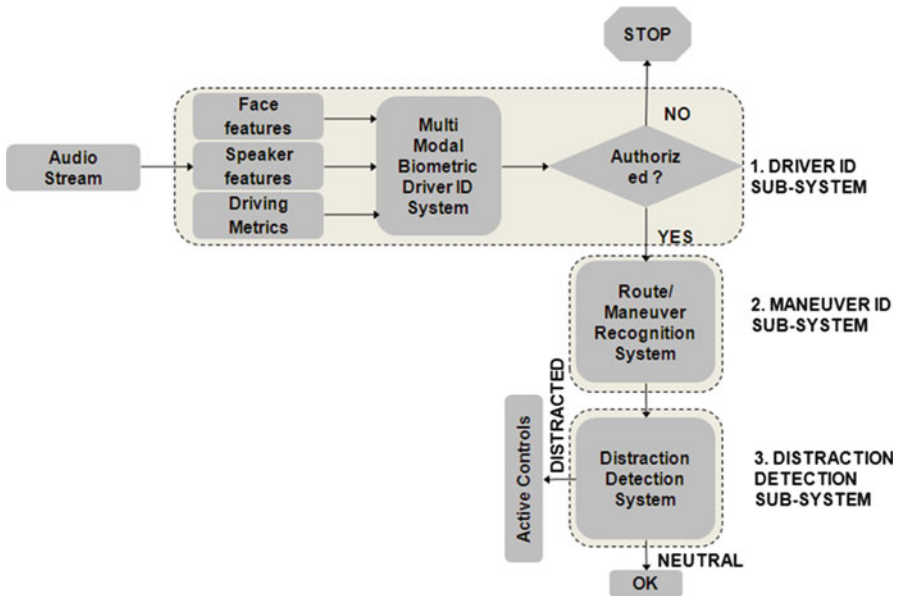 STOP
NO
Face
features
Audio
Stream
Speaker
features
Driving
Metrics
Multi
Modal
Biometric
Driver ID
System
Authoriz
ed ?
1. DRIVER ID
SUB-SYSTEM
YES
Route/
Maneuver
Recognition
System
2. MANEUVER ID
SUB-SYSTEM
DISTRACTED
Active Controls
Distraction
Detection
System
3. DISTRACTION
DETECTION
SUB-SYSTEM
NEUTRAL
OK